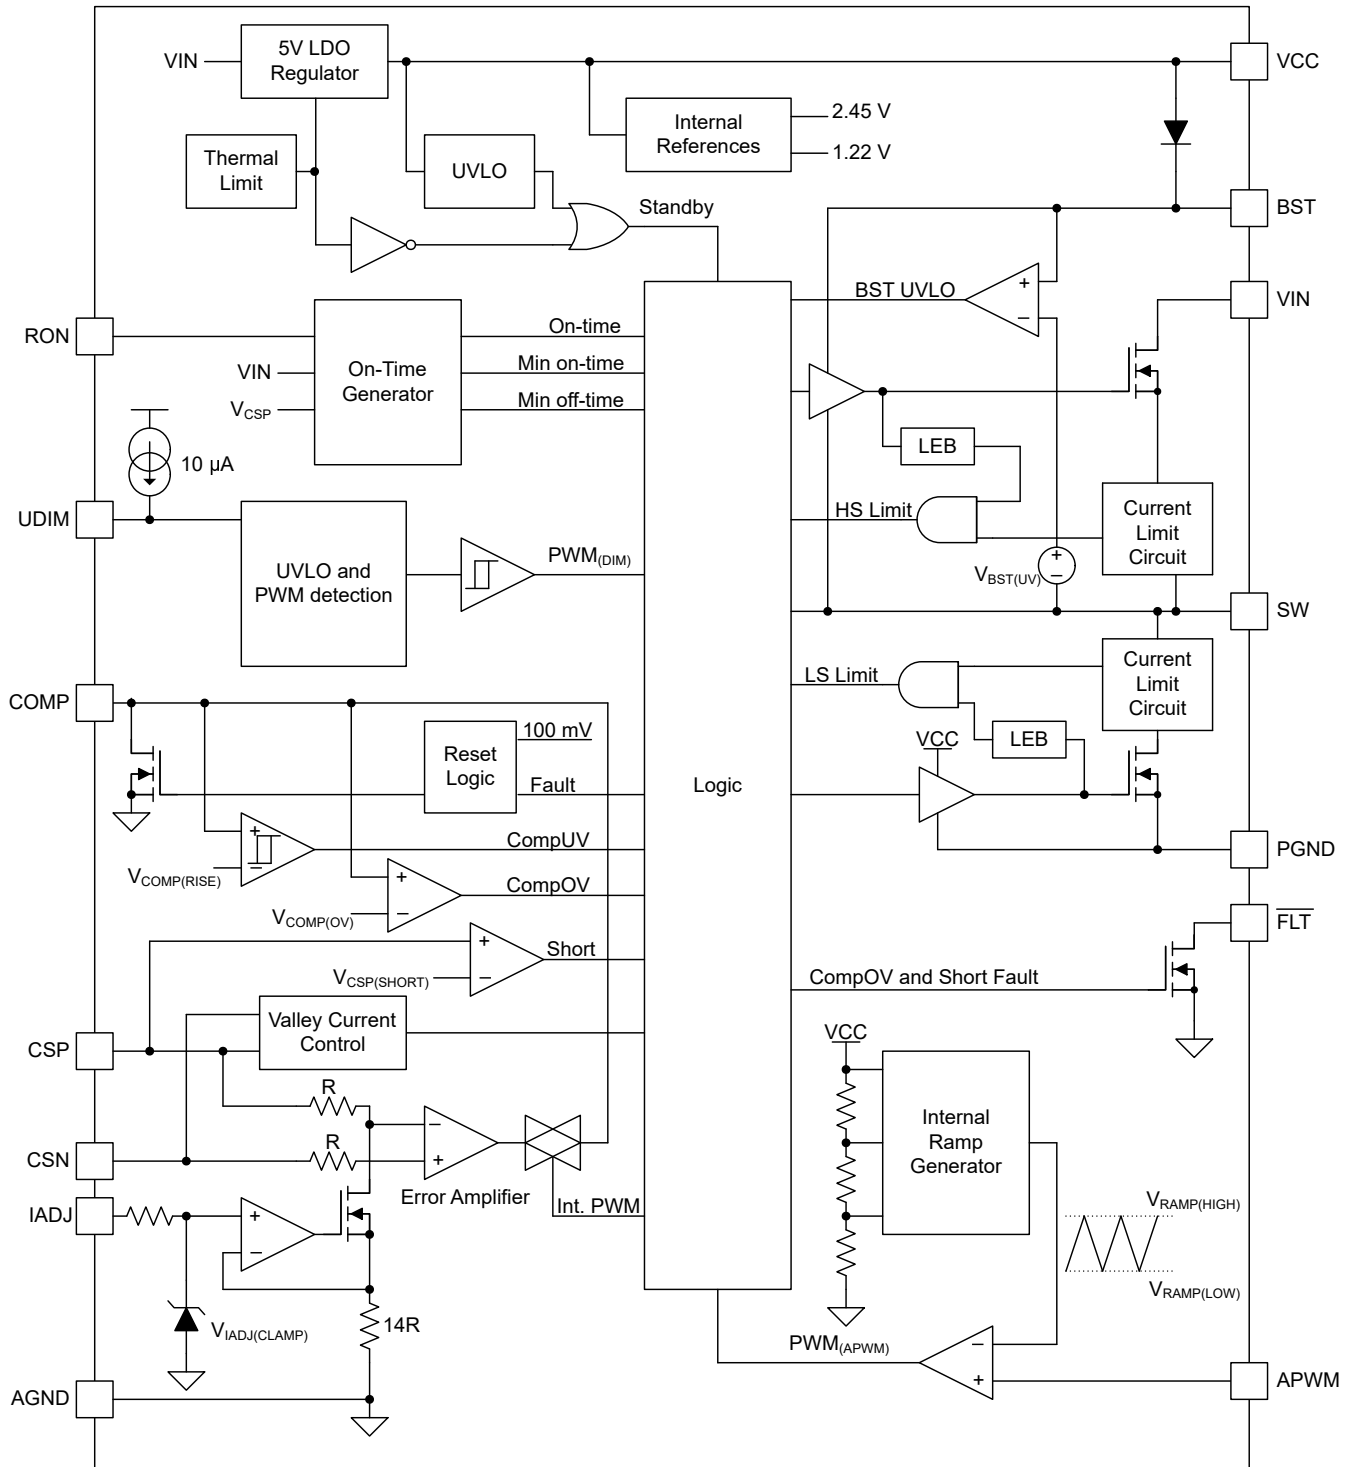 VIN
5V LDO
Regulator
VCC
Internal
References
2.45 V
1.22 V
Thermal
Limit
UVLO
Standby
BST
BST UVLO
+
−
VIN
RON
VIN
VCSP
On-Time
Generator
On-time
Min on-time
Min off-time
10 µA
LEB
HS Limit
Current
Limit
Circuit
UDIM
UVLO and
PWM detection
PWM(DIM)
VBST(UV)
+
−
SW
COMP
LS Limit
Current
Limit
Circuit
LEB
VCC
Reset
Logic
100 mV
Fault
Logic
+
−
VCOMP(RISE)
CompUV
PGND
+
−
VCOMP(OV)
CompOV
FLT
+
−
VCSP(SHORT)
Short
CompOV and Short Fault
Valley Current
Control
CSP
VCC
R
R
−
+
Error Amplifier
CSN
Internal
Ramp
Generator
IADJ
+
−
Int. PWM
VRAMP(HIGH)
VRAMP(LOW)
VIADJ(CLAMP)
14R
PWM(APWM)
−
+
AGND
APWM